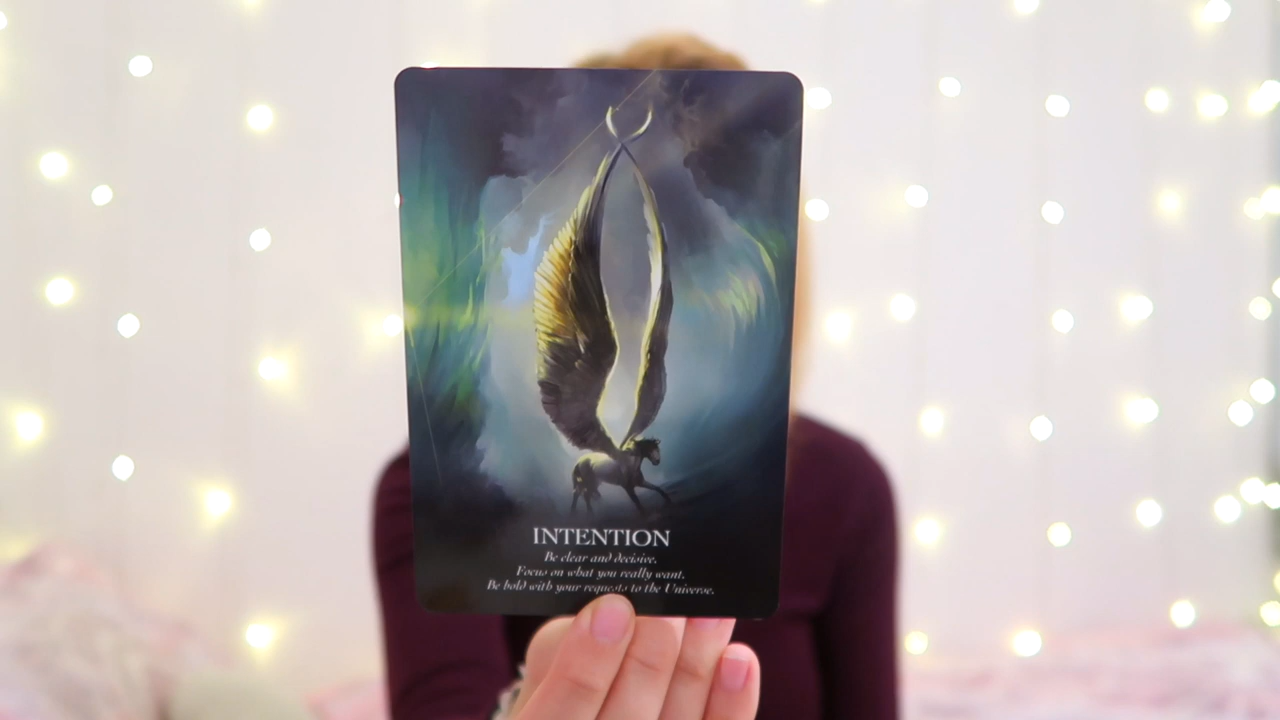 INTENTION
Be clear and decisive.
Focus on what you really want.
Be bold with your requests to the Universe.